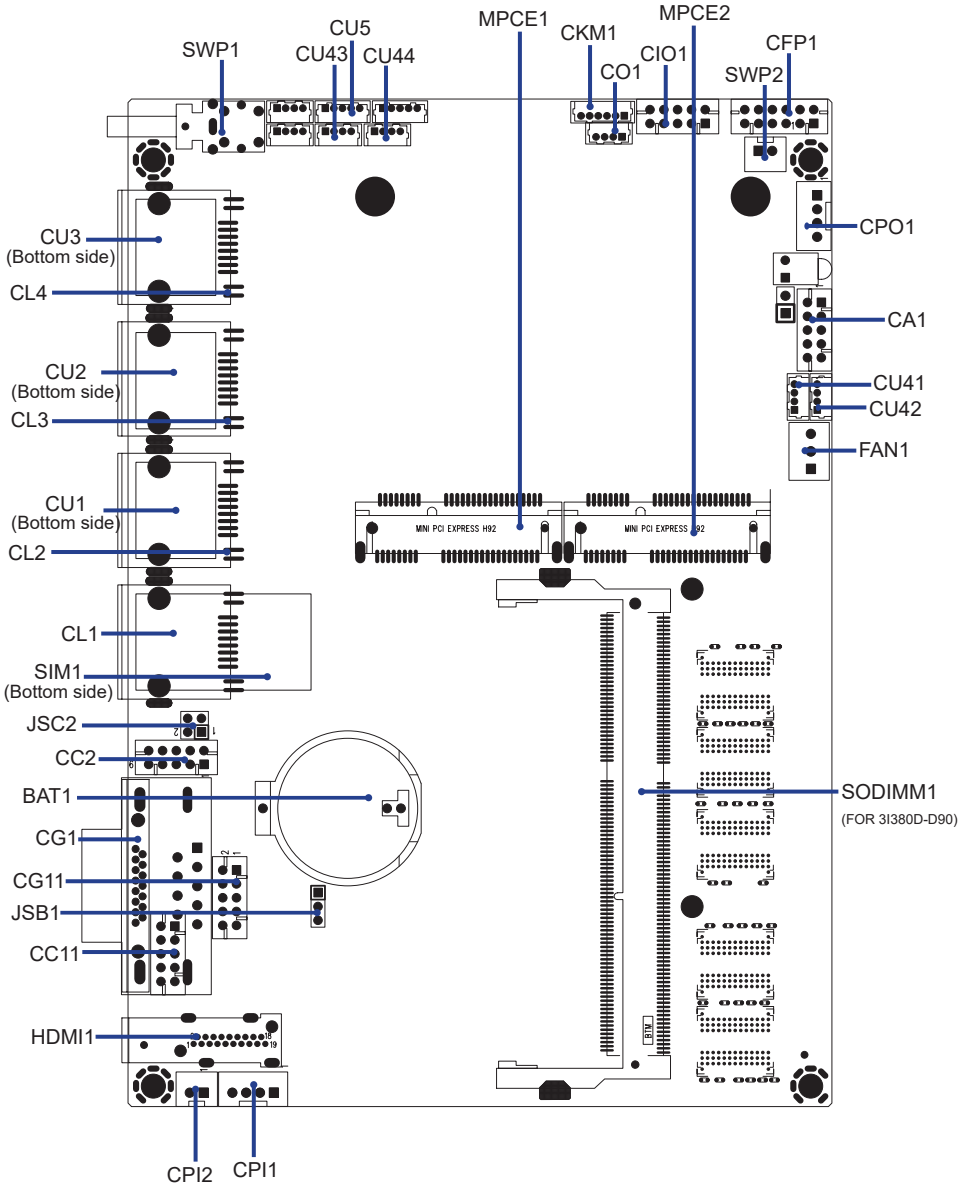 MPCE1
MPCE2
CU5
CKM1
CFP1
SWP1
CU43
CU44
CIO1
CO1
SWP2
CPO1
CU3
(Bottom side)
CL4
CA1
CU2
(Bottom side)
CU41
CU42
CL3
FAN1
CU1
(Bottom side)
MINI PCI EXPRESS H92
MINI PCI EXPRESS H92
CL2
CL1
SIM1
(Bottom side)
JSC2
2 1
CC2
BAT1
SODIMM1
(FOR 3I380D-D90)
CG1
2 1
CG11
JSB1
CC11
HDMI1
18
1 19
BTM
CPI2
CPI1